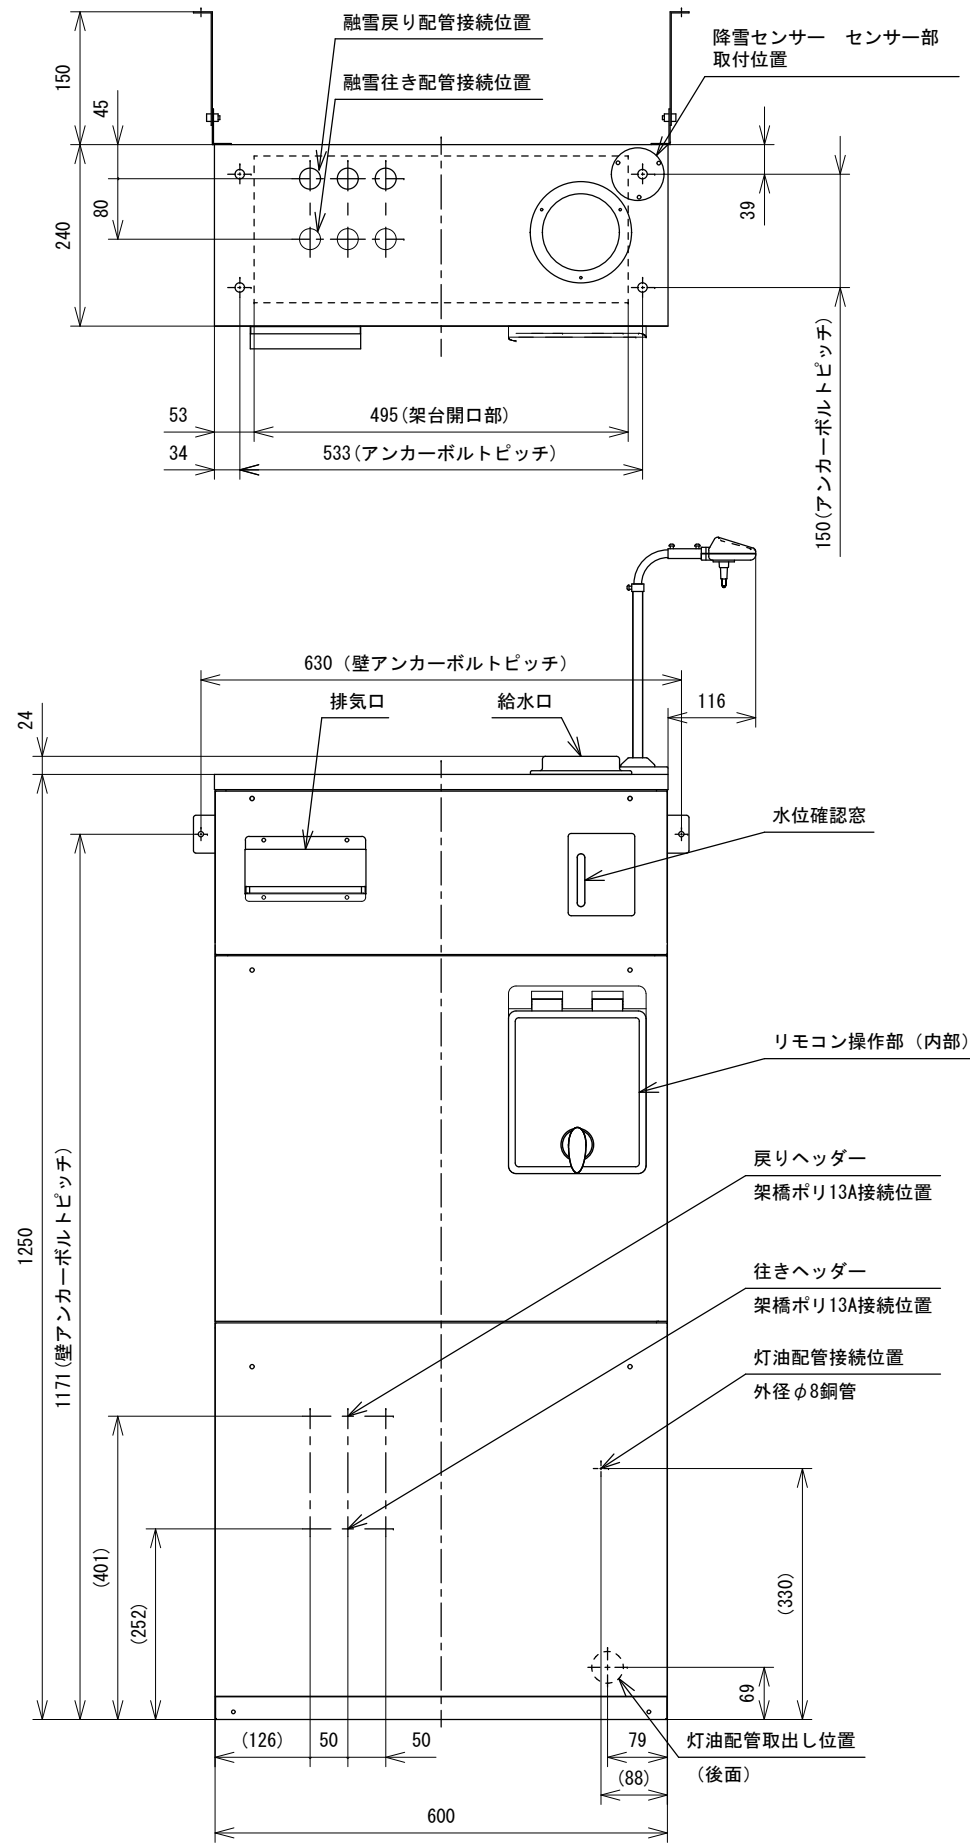 融雪戻り配管接続位置
降雪センサー　センサー部
取付位置
融雪往き配管接続位置
150
45
80
240
39
150(アンカーボルトピッチ)
53
495(架台開口部)
34
533(アンカーボルトピッチ)
630（壁アンカーボルトピッチ）
116
24
排気口
給水口
水位確認窓
リモコン操作部（内部）
戻りヘッダー
架橋ポリ13A接続位置
往きヘッダー
架橋ポリ13A接続位置
灯油配管接続位置
外径φ8銅管
1250
1171(壁アンカーボルトピッチ)
(401)
(252)
(330)
69
(126)
50
50
79
灯油配管取出し位置
（後面）
(88)
600